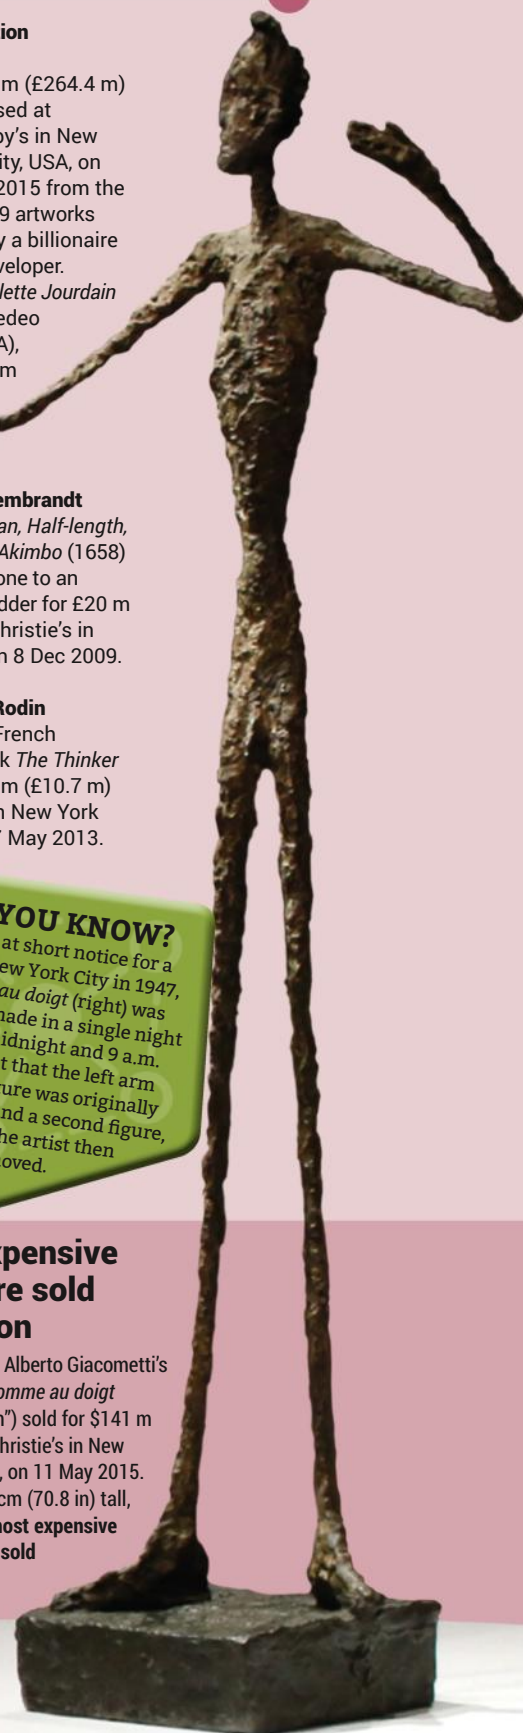 ion
m (£264.4 m)
sed at
by's in New
ity, USA, on
2015 from the
9 artworks
y a billionaire
veloper.
lette Jourdain
edeo
A),
m
embrandt
an, Half-length,
Akimbo (1658)
one to an
dder for £20 m
hristie's in
n 8 Dec 2009.
Rodin
French
k The Thinker
m (£10.7 m)
n New York
7 May 2013.
YOU KNOW?
at short notice for a
ew York City in 1947,
au doigt (right) was
made in a single night
idnight and 9 a.m.
t that the left arm
ture was originally
nd a second figure,
he artist then
oved.
xpensive
re sold
on
Alberto Giacometti's
omme au doigt
n") sold for $141 m
hristie's in New
, on 11 May 2015.
cm (70.8 in) tall,
most expensive
sold